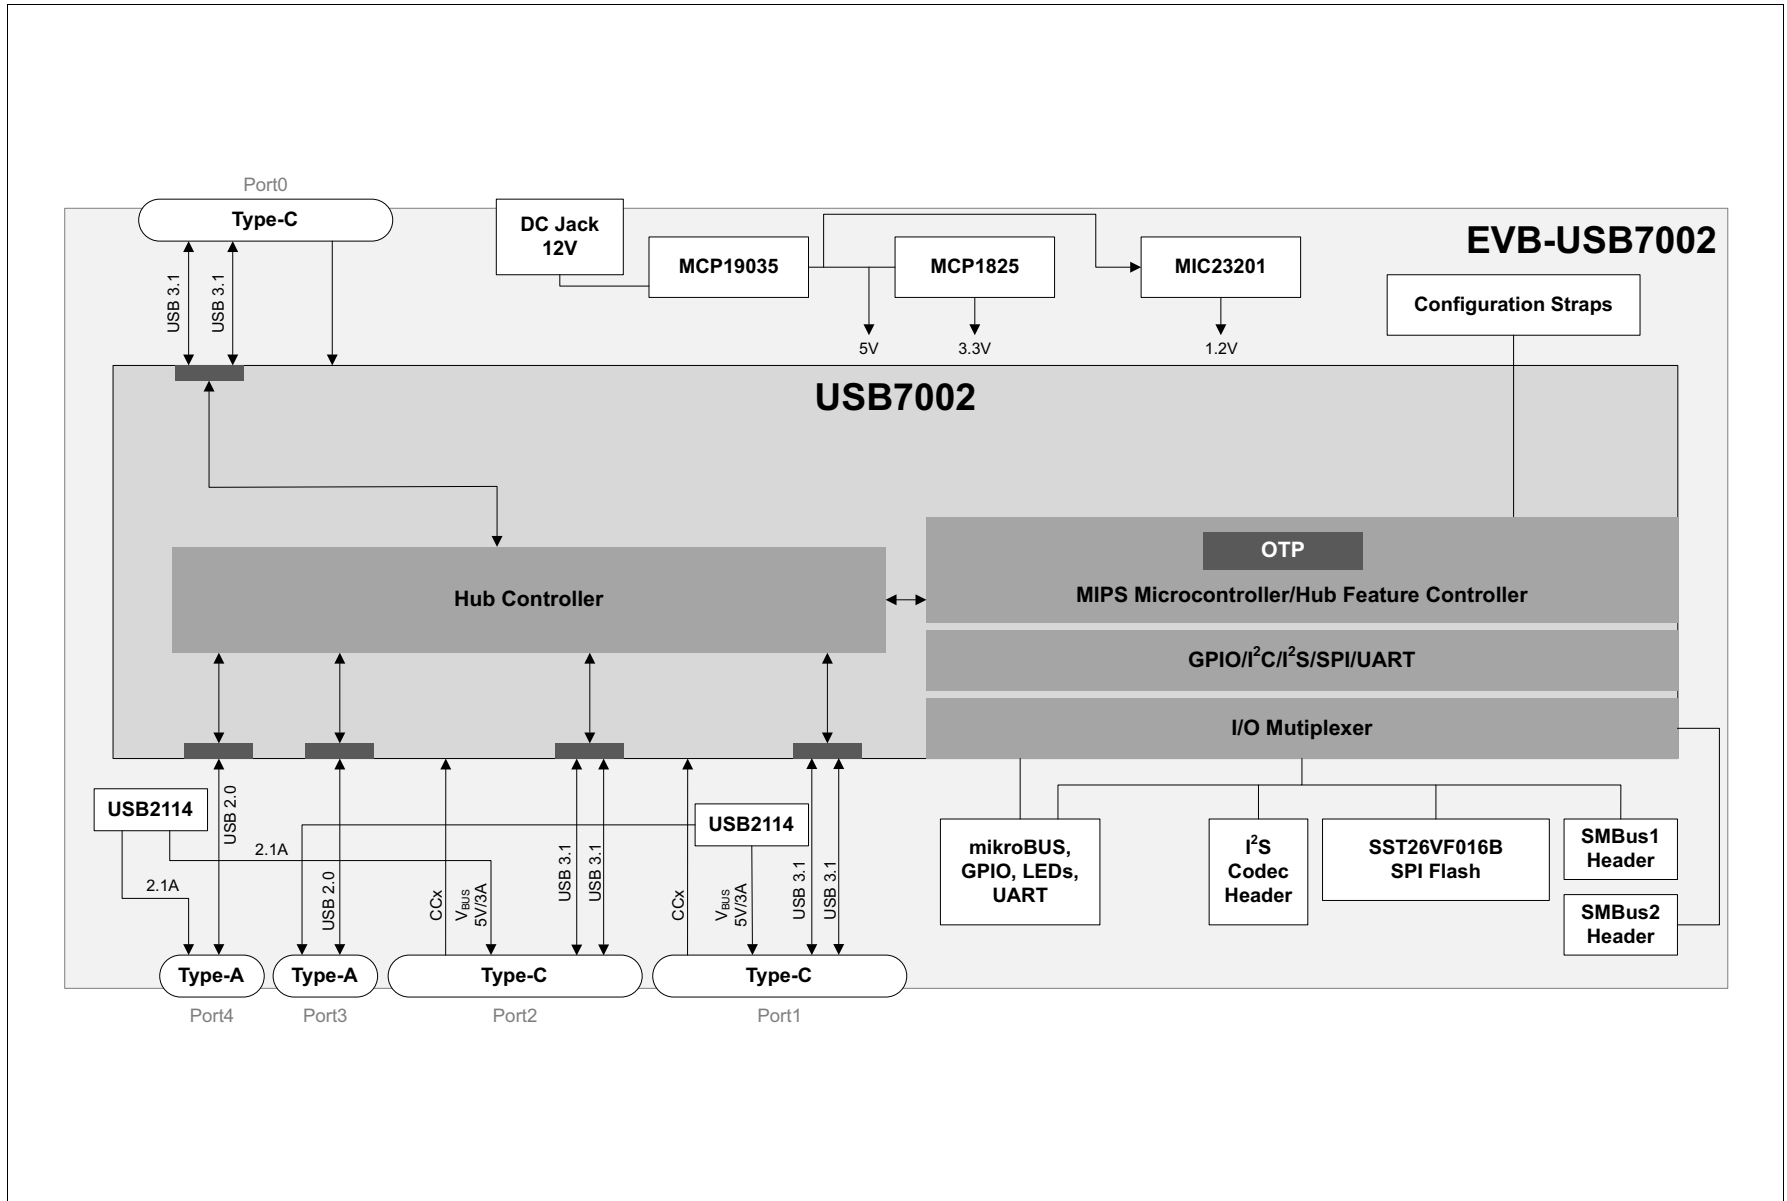 Port0
Type-C
DC Jack
12V
MCP19035
MCP1825
MIC23201
EVB-USB7002
Configuration Straps
USB 3.1
USB 3.1
5V
3.3V
1.2V
USB7002
OTP
MIPS Microcontroller/Hub Feature Controller
Hub Controller
GPIO/I²C/I²S/SPI/UART
I/O Mutiplexer
USB2114
USB 2.0
2.1A
2.1A
USB 2.0
CCx
VBUS
5V/3A
USB 3.1
USB 3.1
CCx
USB2114
VBUS
5V/3A
USB 3.1
USB 3.1
mikroBUS,
GPIO, LEDs,
UART
I²S
Codec
Header
SST26VF016B
SPI Flash
SMBus1
Header
SMBus2
Header
Type-A
Type-A
Type-C
Type-C
Port4
Port3
Port2
Port1